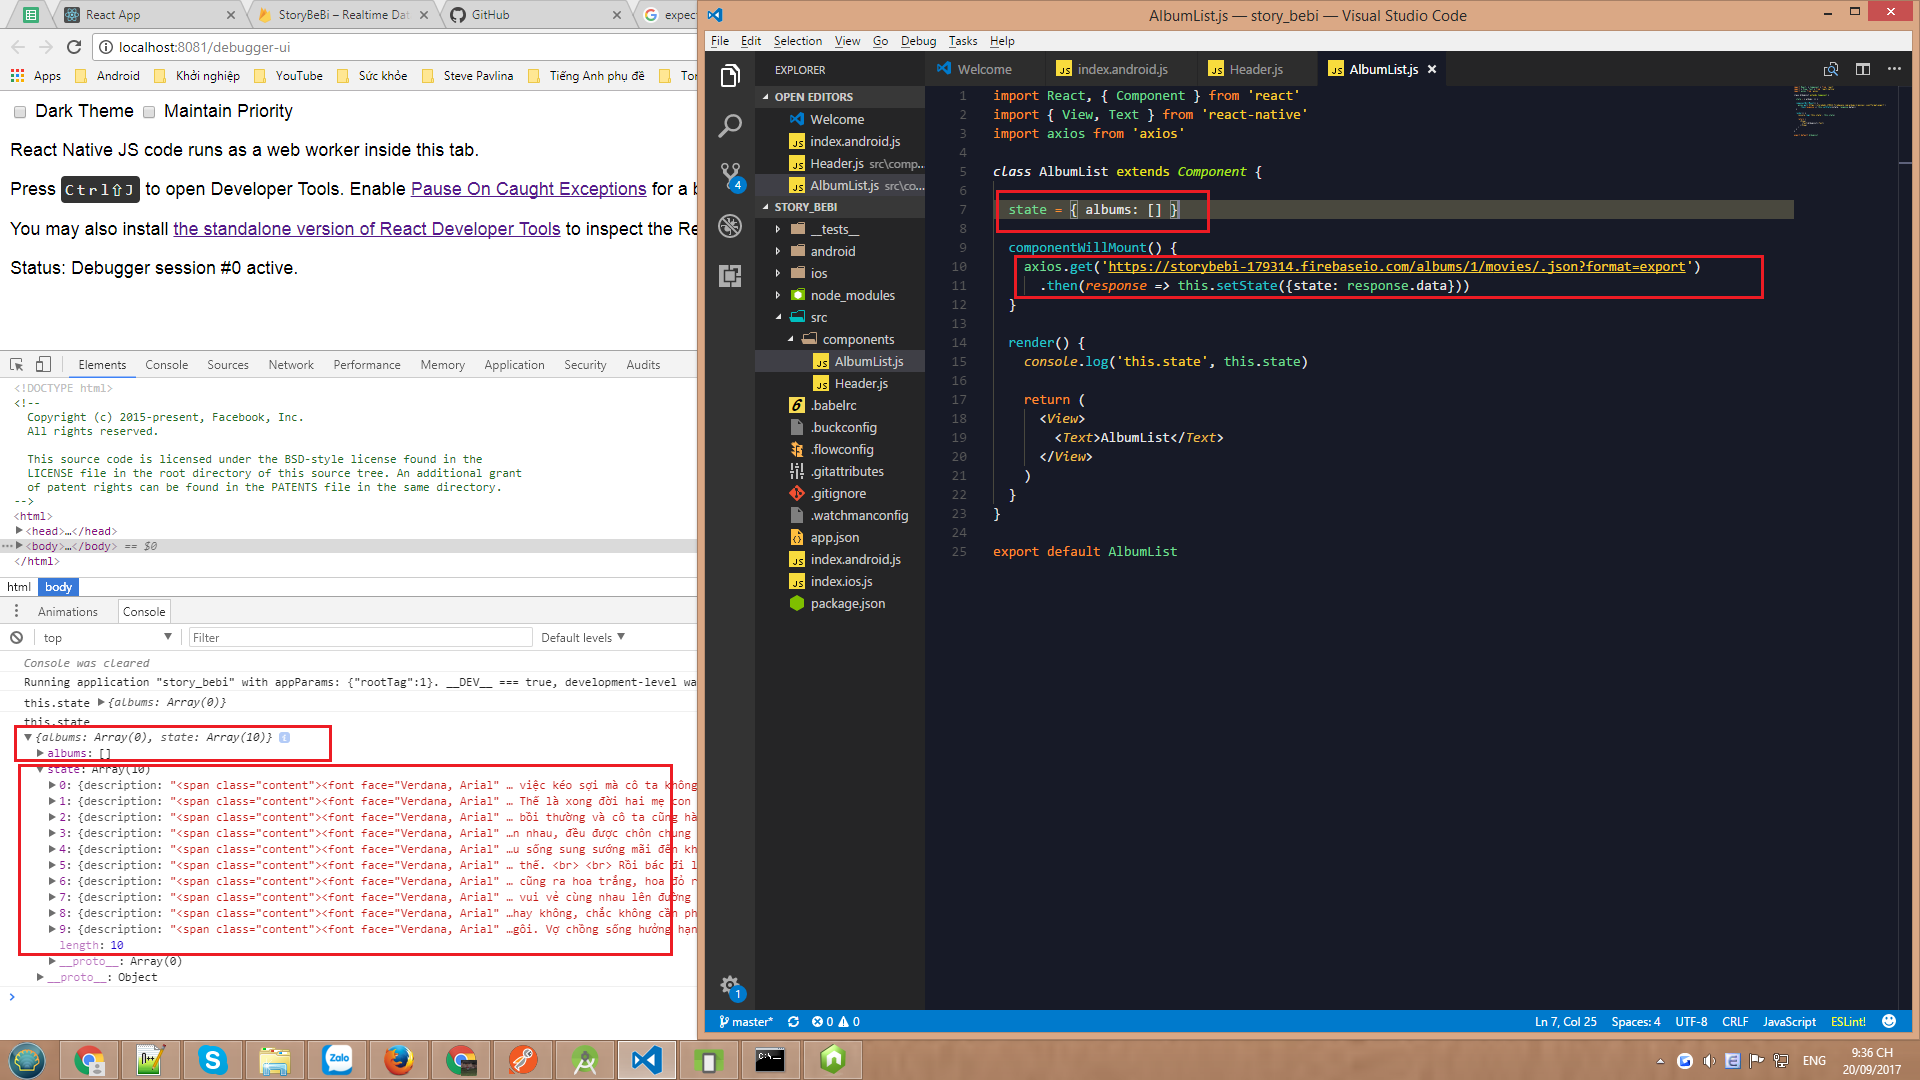 React App
StoryBeBi – Realtime Dat
GitHub
expec
localhost:8081/debugger-ui
Apps
Android
Khởi nghiệp
YouTube
Sức khỏe
Steve Pavlina
Tiếng Anh phụ đề
Dark Theme
Maintain Priority
React Native JS code runs as a web worker inside this tab.
Press Ctrl⇧J to open Developer Tools. Enable Pause On Caught Exceptions for a b
You may also install the standalone version of React Developer Tools to inspect the Re
Status: Debugger session #0 active.
Elements Console Sources Network Performance Memory Application Security Audits
<!DOCTYPE html>
<!--
Copyright (c) 2015-present, Facebook, Inc.
All rights reserved.
This source code is licensed under the BSD-style license found in the
LICENSE file in the root directory of this source tree. An additional grant
of patent rights can be found in the PATENTS file in the same directory.
-->
<html>
<head>…</head>
<body>…</body> == $0
</html>
html body
Animations Console
top Filter Default levels
Console was cleared
Running application "story_bebi" with appParams: {"rootTag":1}. __DEV__ === true, development-level wa
this.state {albums: Array(0)}
this.state
{albums: Array(0), state: Array(10)}
albums: []
state: Array(10)
0: {description: "<span class="content"><font face="Verdana, Arial" … việc kéo sợi mà cô ta không
1: {description: "<span class="content"><font face="Verdana, Arial" … Thế là xong đời hai mẹ con
2: {description: "<span class="content"><font face="Verdana, Arial" … bồi thường và cô ta cũng hà
3: {description: "<span class="content"><font face="Verdana, Arial" …n nhau, đều được chôn chung
4: {description: "<span class="content"><font face="Verdana, Arial" …u sống sung sướng mãi đến kh
5: {description: "<span class="content"><font face="Verdana, Arial" … thế. <br> <br> Rồi bác đi l
6: {description: "<span class="content"><font face="Verdana, Arial" … cũng ra hoa trắng, hoa đỏ r
7: {description: "<span class="content"><font face="Verdana, Arial" … vui vẻ cùng nhau lên đường
8: {description: "<span class="content"><font face="Verdana, Arial" …hay không, chắc không cần ph
9: {description: "<span class="content"><font face="Verdana, Arial" …gôi. Vợ chồng sống hưởng hạn
length: 10
__proto__: Array(0)
__proto__: Object
AlbumList.js — story_bebi — Visual Studio Code
File Edit Selection View Go Debug Tasks Help
EXPLORER
OPEN EDITORS
Welcome
index.android.js
Header.js src\comp...
AlbumList.js src\co...
STORY_BEBI
__tests__
android
ios
node_modules
src
components
AlbumList.js
Header.js
.babelrc
.buckconfig
.flowconfig
.gitattributes
.gitignore
.watchmanconfig
app.json
index.android.js
index.ios.js
package.json
4
1
Welcome index.android.js Header.js AlbumList.js
1 import React, { Component } from 'react'
2 import { View, Text } from 'react-native'
3 import axios from 'axios'
4
5 class AlbumList extends Component {
6
7 state = { albums: [] }
8
9 componentWillMount() {
10 axios.get('https://storybebi-179314.firebaseio.com/albums/1/movies/.json?format=export')
11 .then(response => this.setState({state: response.data}))
12 }
13
14 render() {
15 console.log('this.state', this.state)
16
17 return (
18 <View>
19 <Text>AlbumList</Text>
20 </View>
21 )
22 }
23 }
24
25 export default AlbumList
master* 0 0
Ln 7, Col 25 Spaces: 4 UTF-8 CRLF JavaScript ESLint!
Zalo
ENG
9:36 CH
20/09/2017